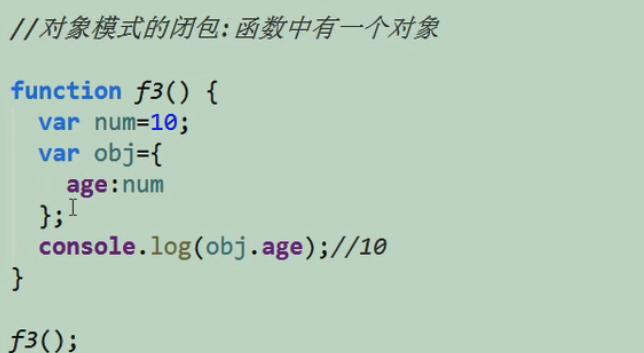 //对象模式的闭包:函数中有一个对象
function f3() {
var num=10;
var obj={
age:num
};
console.log(obj.age);//10
}
f3();